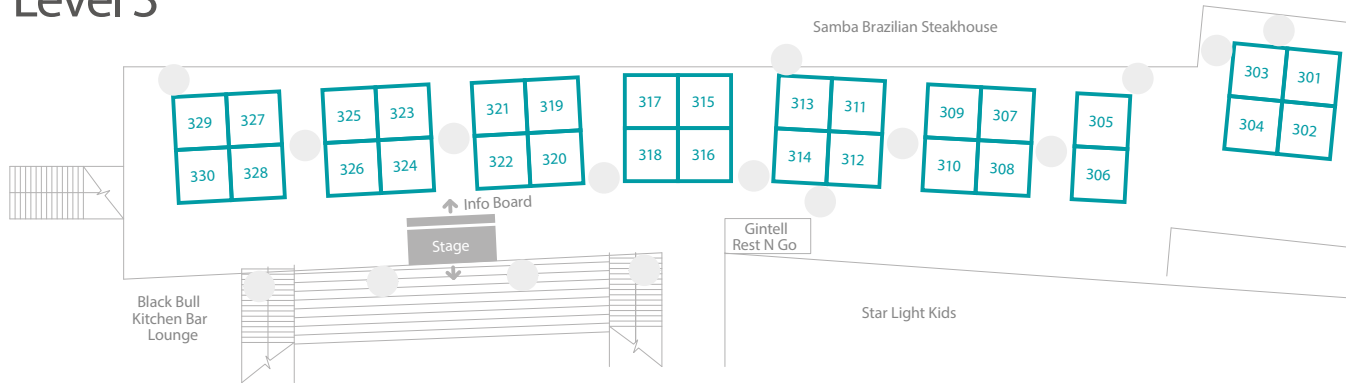 Level 3
Samba Brazilian Steakhouse
303 301
304 302
329 327
330 328
325 323
326 324
321 319
322 320
317 315
318 316
313 311
314 312
309 307
310 308
305
306
Info Board
Stage
Gintell
Rest N Go
Black Bull
Kitchen Bar
Lounge
Star Light Kids